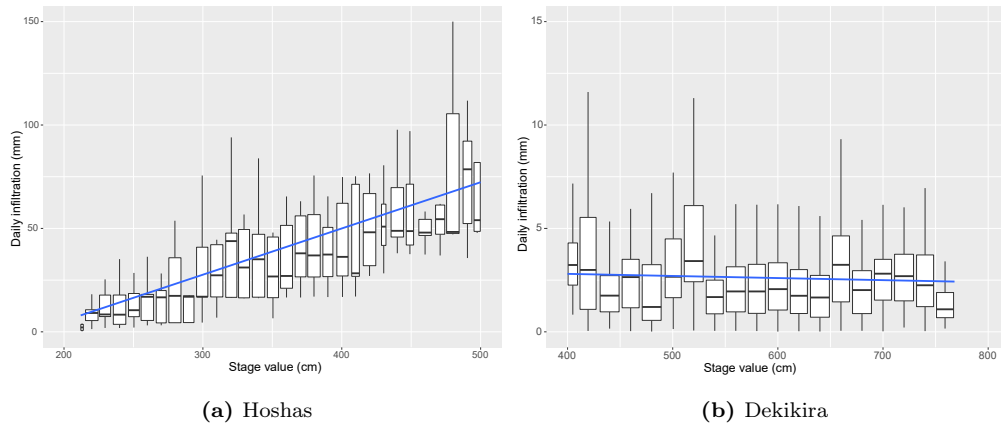 150
100
50
0
Daily infiltration (mm)
200 300 400 500
Stage value (cm)
(a) Hoshas
15
10
5
0
Daily infiltration (mm)
400 500 600 700 800
Stage value (cm)
(b) Dekikira